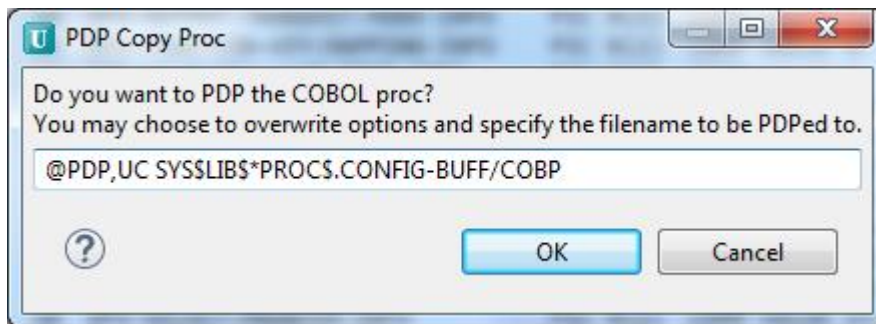 U PDP Copy Proc
Do you want to PDP the COBOL proc?
You may choose to overwrite options and specify the filename to be PDPed to.
@PDP,UC SYS$LIB$*PROC$.CONFIG-BUFF/COBP
?
OK Cancel